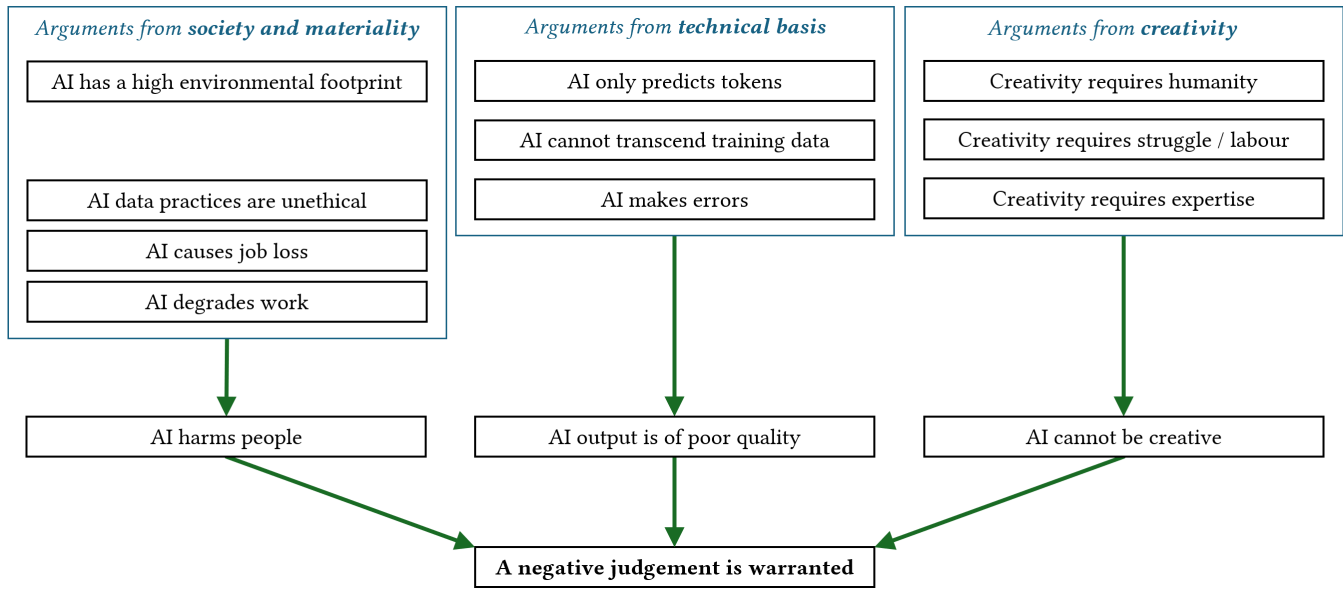 Arguments from society and materiality
AI has a high environmental footprint
AI data practices are unethical
AI causes job loss
AI degrades work
Arguments from technical basis
AI only predicts tokens
AI cannot transcend training data
AI makes errors
Arguments from creativity
Creativity requires humanity
Creativity requires struggle / labour
Creativity requires expertise
AI harms people
AI output is of poor quality
AI cannot be creative
A negative judgement is warranted